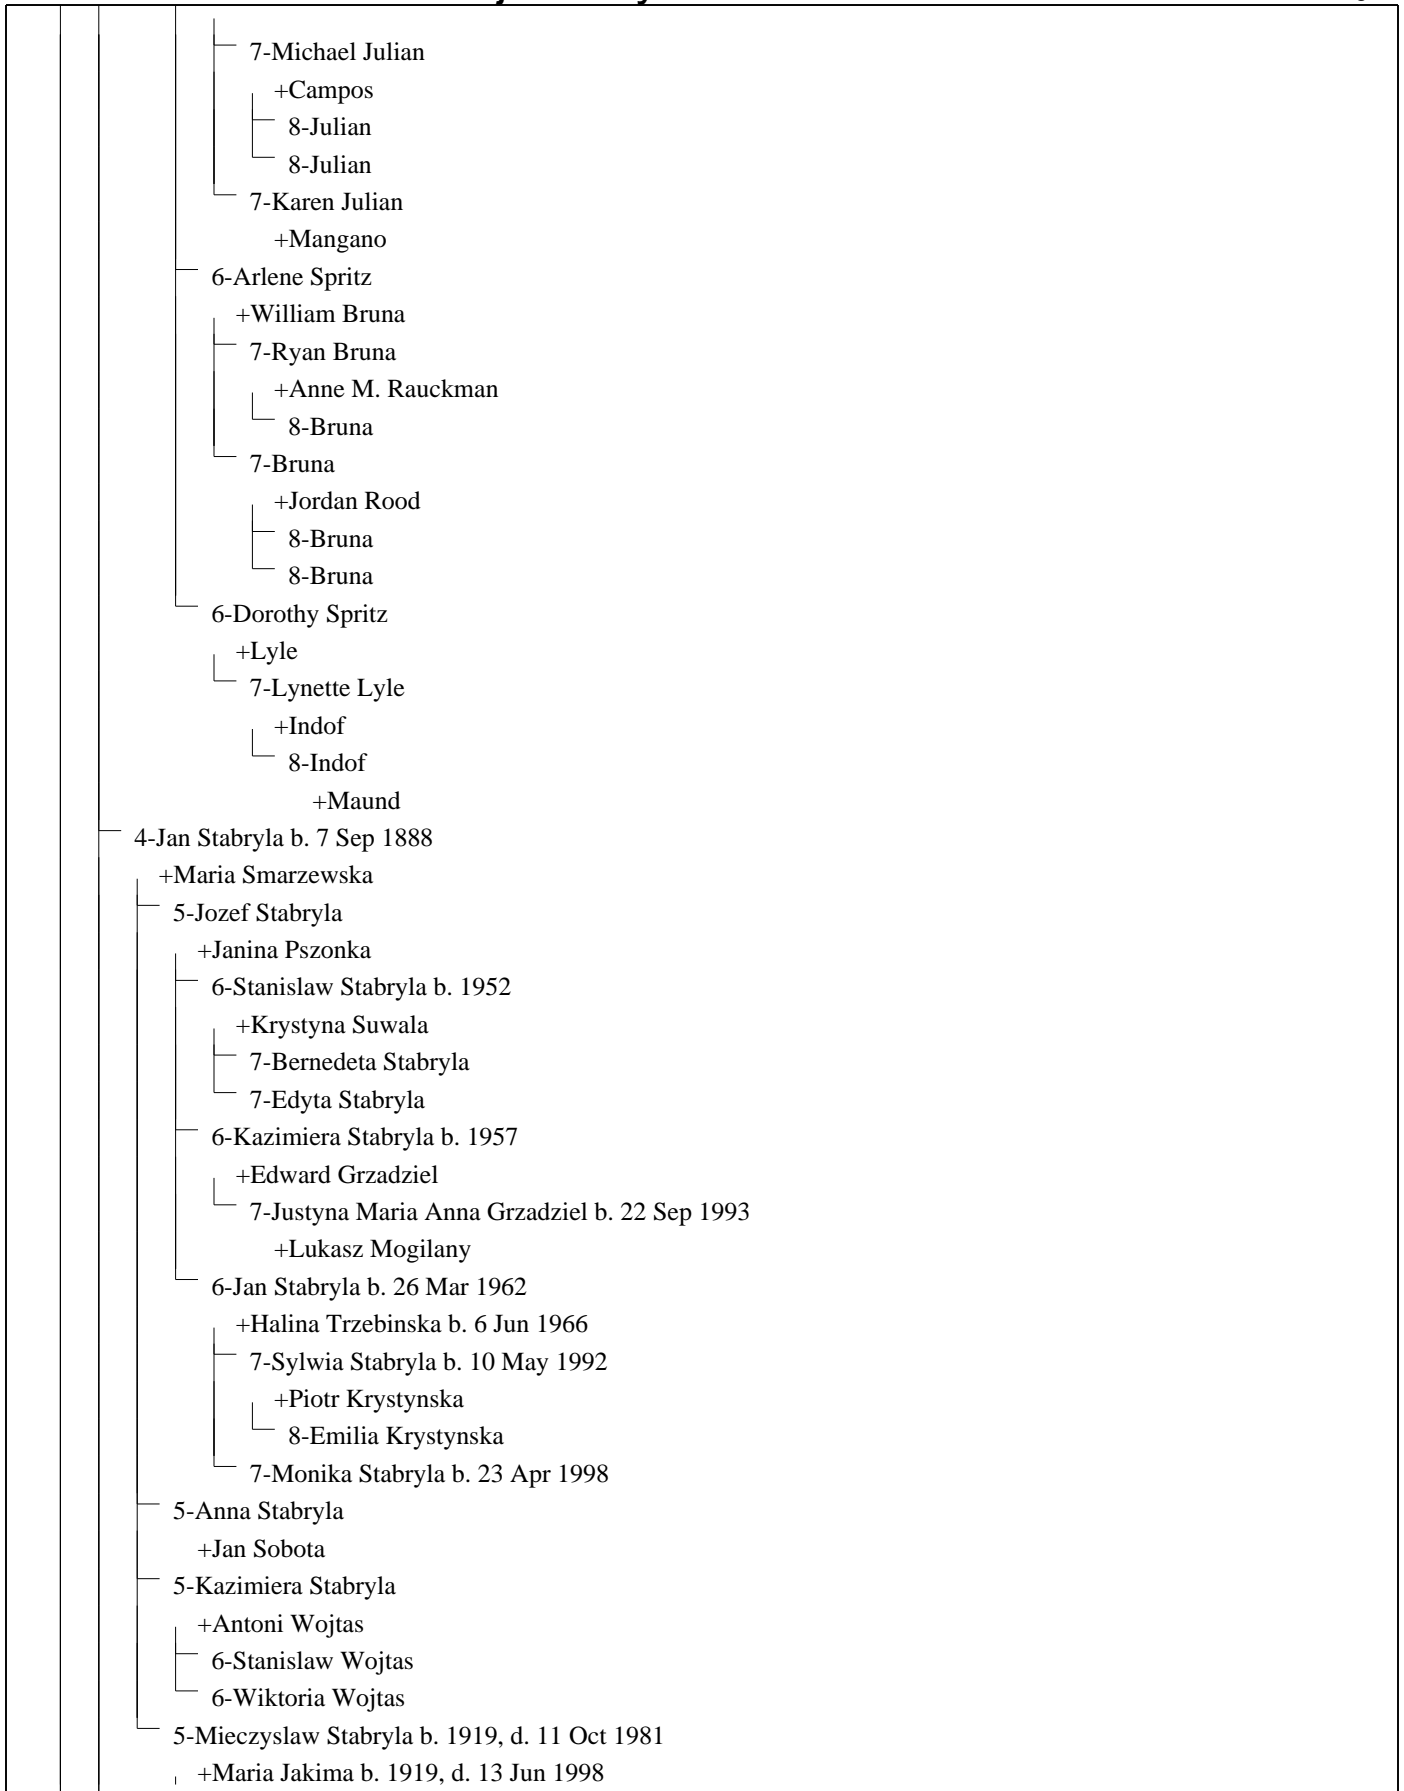 7-Michael Julian
+Campos
8-Julian
8-Julian
7-Karen Julian
+Mangano
6-Arlene Spritz
+William Bruna
7-Ryan Bruna
+Anne M. Rauckman
8-Bruna
7-Bruna
+Jordan Rood
8-Bruna
8-Bruna
6-Dorothy Spritz
+Lyle
7-Lynette Lyle
+Indof
8-Indof
+Maund
4-Jan Stabryla b. 7 Sep 1888
+Maria Smarzewska
5-Jozef Stabryla
+Janina Pszonka
6-Stanislaw Stabryla b. 1952
+Krystyna Suwala
7-Bernedeta Stabryla
7-Edyta Stabryla
6-Kazimiera Stabryla b. 1957
+Edward Grzadziel
7-Justyna Maria Anna Grzadziel b. 22 Sep 1993
+Lukasz Mogilany
6-Jan Stabryla b. 26 Mar 1962
+Halina Trzebinska b. 6 Jun 1966
7-Sylwia Stabryla b. 10 May 1992
+Piotr Krystynska
8-Emilia Krystynska
7-Monika Stabryla b. 23 Apr 1998
5-Anna Stabryla
+Jan Sobota
5-Kazimiera Stabryla
+Antoni Wojtas
6-Stanislaw Wojtas
6-Wiktoria Wojtas
5-Mieczyslaw Stabryla b. 1919, d. 11 Oct 1981
+Maria Jakima b. 1919, d. 13 Jun 1998